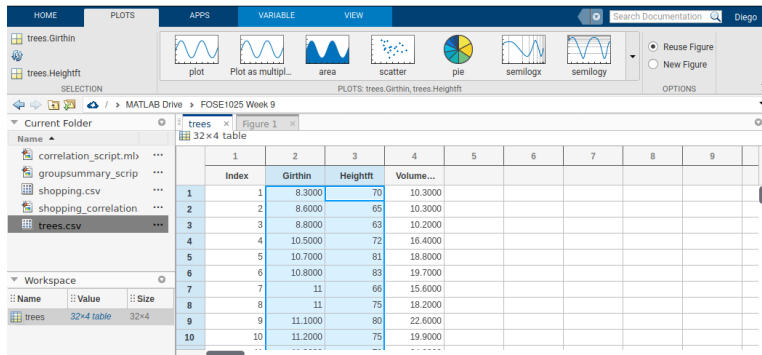 HOME PLOTS APPS VARIABLE VIEW Search Documentation Diego
trees.Girthin
trees.Heightft
plot Plot as multipl... area scatter pie semilogx semilogy
Reuse Figure
New Figure
SELECTION PLOTS: trees.Girthin, trees.Heightft OPTIONS
/ > MATLAB Drive > FOSE1025 Week 9
Current Folder
Name
correlation_script.mlx ...
groupsummary_scrip ...
shopping.csv ...
shopping_correlation ...
trees.csv ...
Workspace
Name Value Size
trees 32×4 table 32×4
trees × Figure 1 ×
32×4 table
1 2 3 4 5 6 7 8 9
Index Girthin Heightft Volume...
1 1 8.3000 70 10.3000
2 2 8.6000 65 10.3000
3 3 8.8000 63 10.2000
4 4 10.5000 72 16.4000
5 5 10.7000 81 18.8000
6 6 10.8000 83 19.7000
7 7 11 66 15.6000
8 8 11 75 18.2000
9 9 11.1000 80 22.6000
10 10 11.2000 75 19.9000